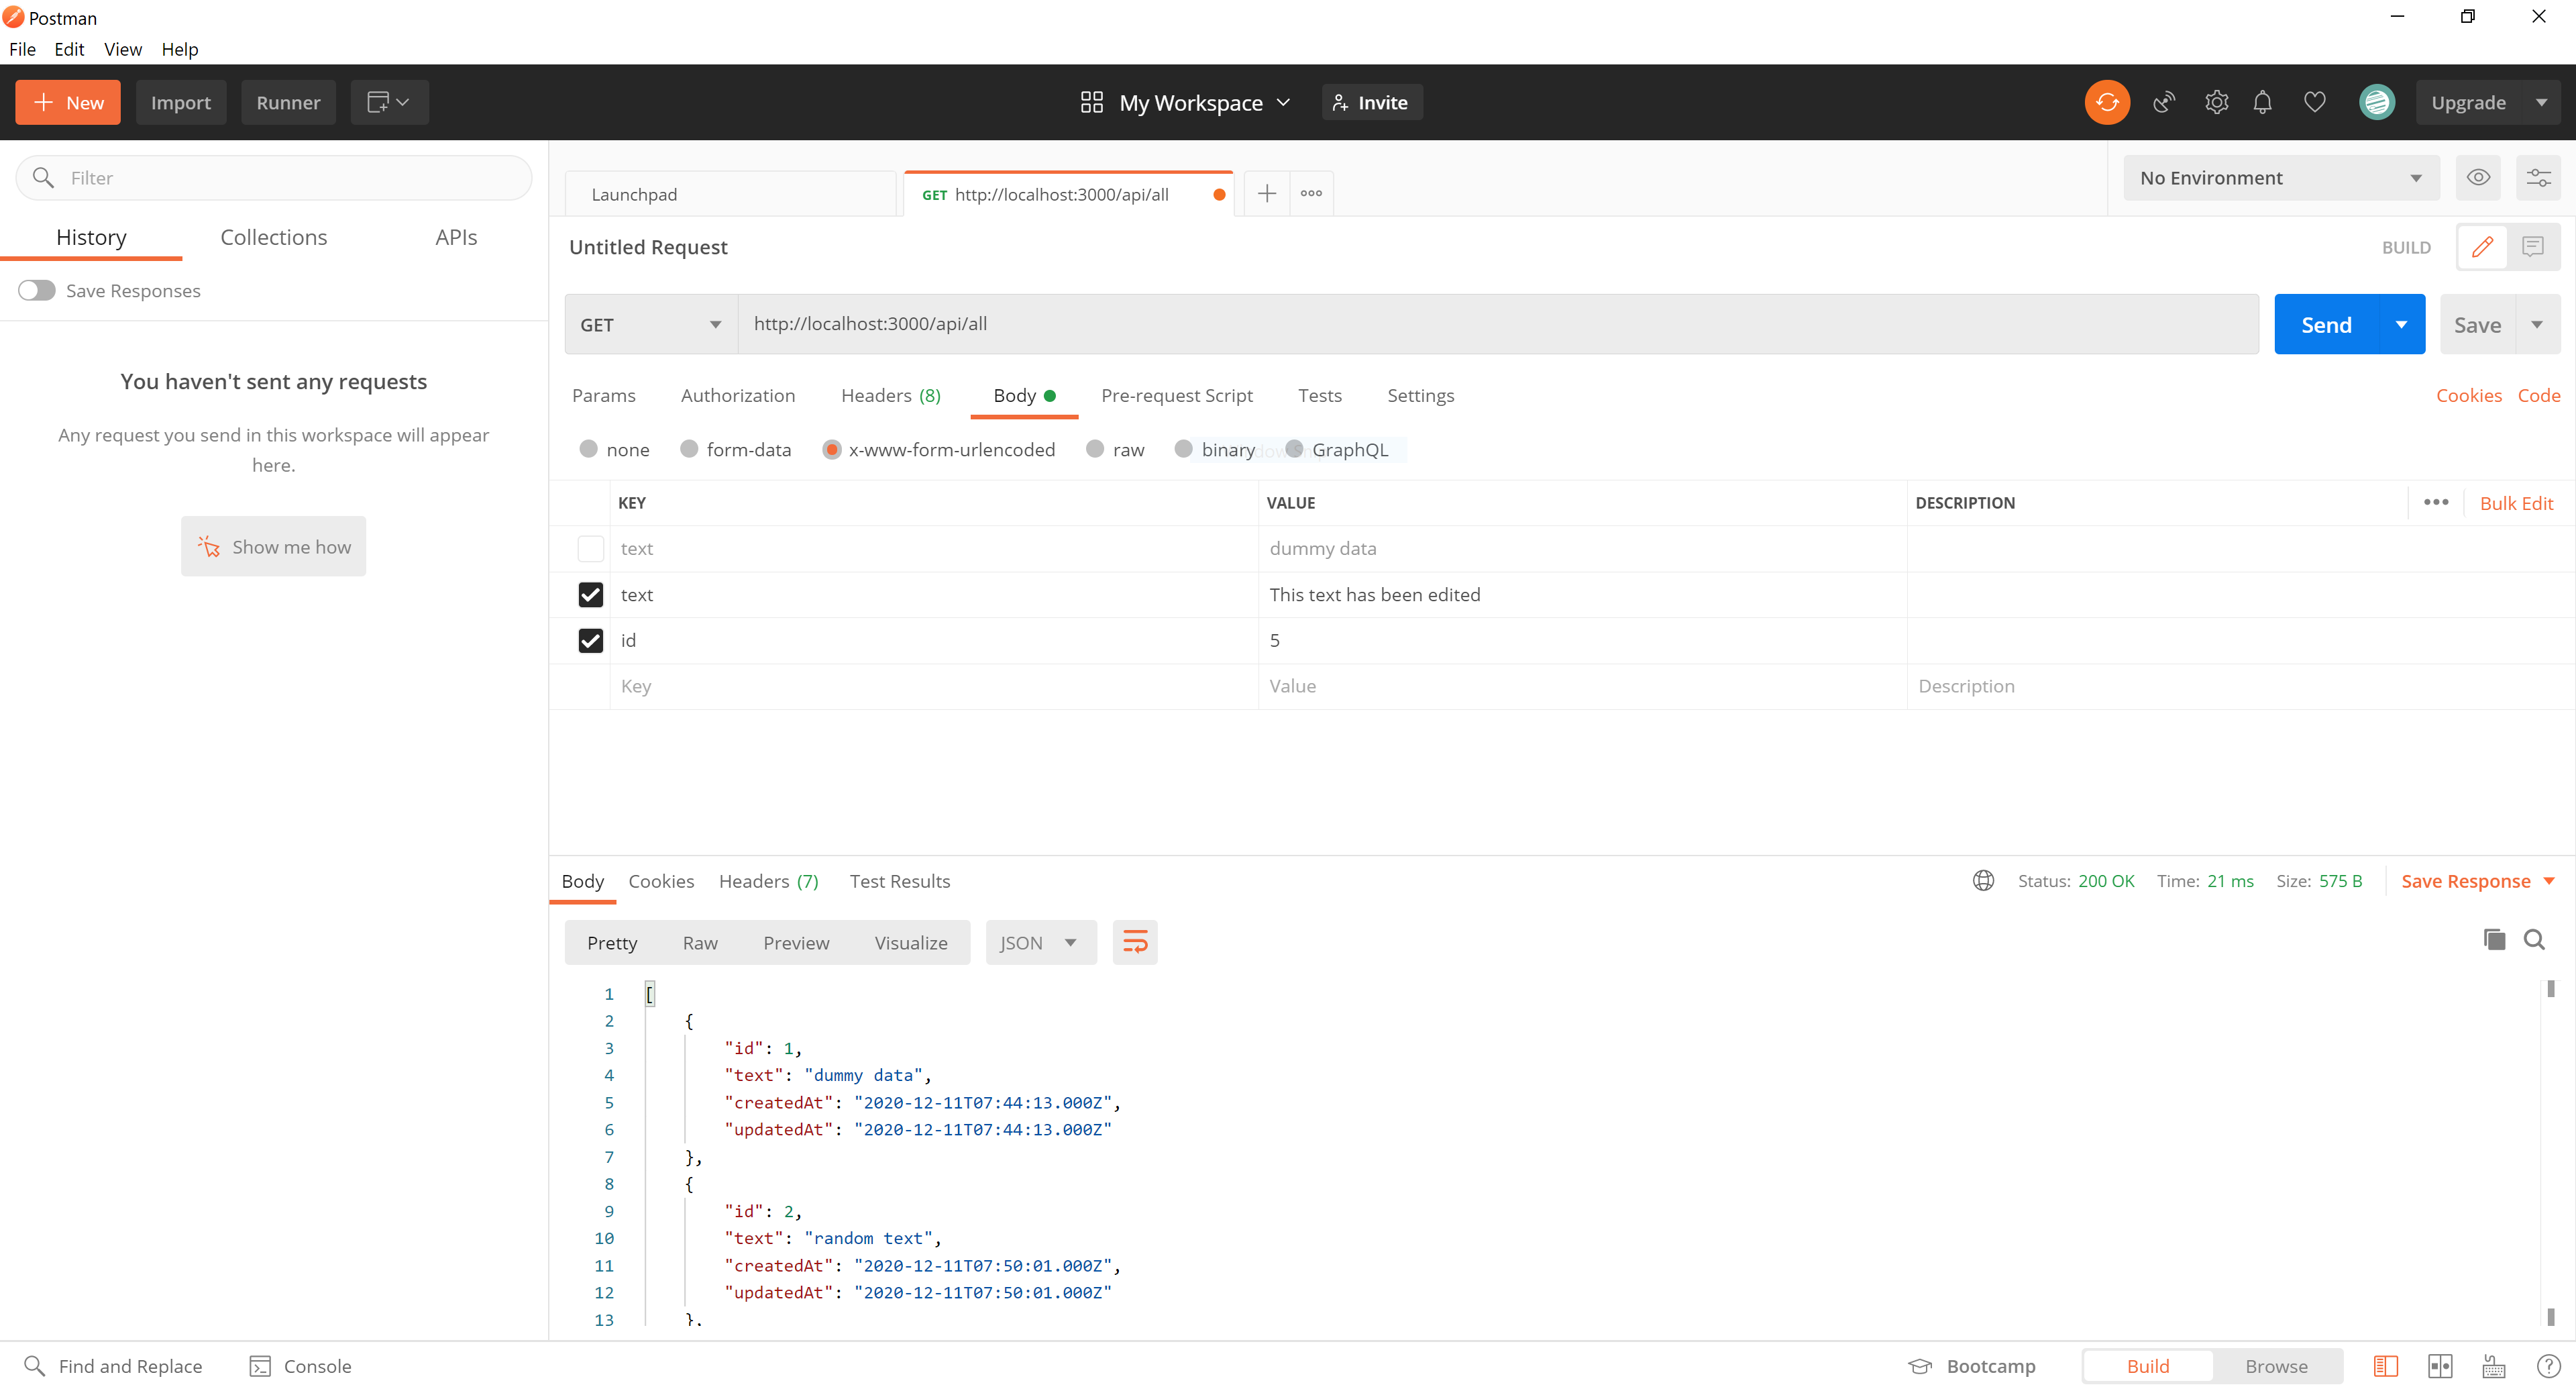 Postman
File Edit View Help
New Import Runner My Workspace Invite Upgrade
Filter
History Collections APIs
Save Responses
You haven't sent any requests
Any request you send in this workspace will appear
here.
Show me how
Launchpad GET http://localhost:3000/api/all No Environment
Untitled Request BUILD
GET http://localhost:3000/api/all Send Save
Params Authorization Headers (8) Body Pre-request Script Tests Settings Cookies Code
none form-data x-www-form-urlencoded raw binary GraphQL
KEY VALUE DESCRIPTION Bulk Edit
text dummy data
text This text has been edited
id 5
Key Value Description
Body Cookies Headers (7) Test Results Status: 200 OK Time: 21 ms Size: 575 B Save Response
Pretty Raw Preview Visualize JSON
1 [
2 {
3 "id": 1,
4 "text": "dummy data",
5 "createdAt": "2020-12-11T07:44:13.000Z",
6 "updatedAt": "2020-12-11T07:44:13.000Z"
7 },
8 {
9 "id": 2,
10 "text": "random text",
11 "createdAt": "2020-12-11T07:50:01.000Z",
12 "updatedAt": "2020-12-11T07:50:01.000Z"
13 },
Find and Replace Console Bootcamp Build Browse